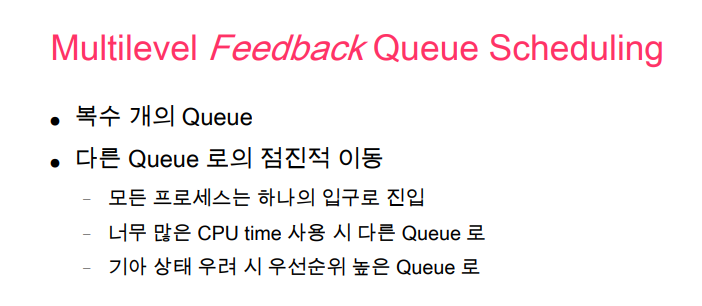 Multilevel Feedback Queue Scheduling
● 복수 개의 Queue
● 다른 Queue 로의 점진적 이동
– 모든 프로세스는 하나의 입구로 진입
– 너무 많은 CPU time 사용 시 다른 Queue 로
– 기아 상태 우려 시 우선순위 높은 Queue 로